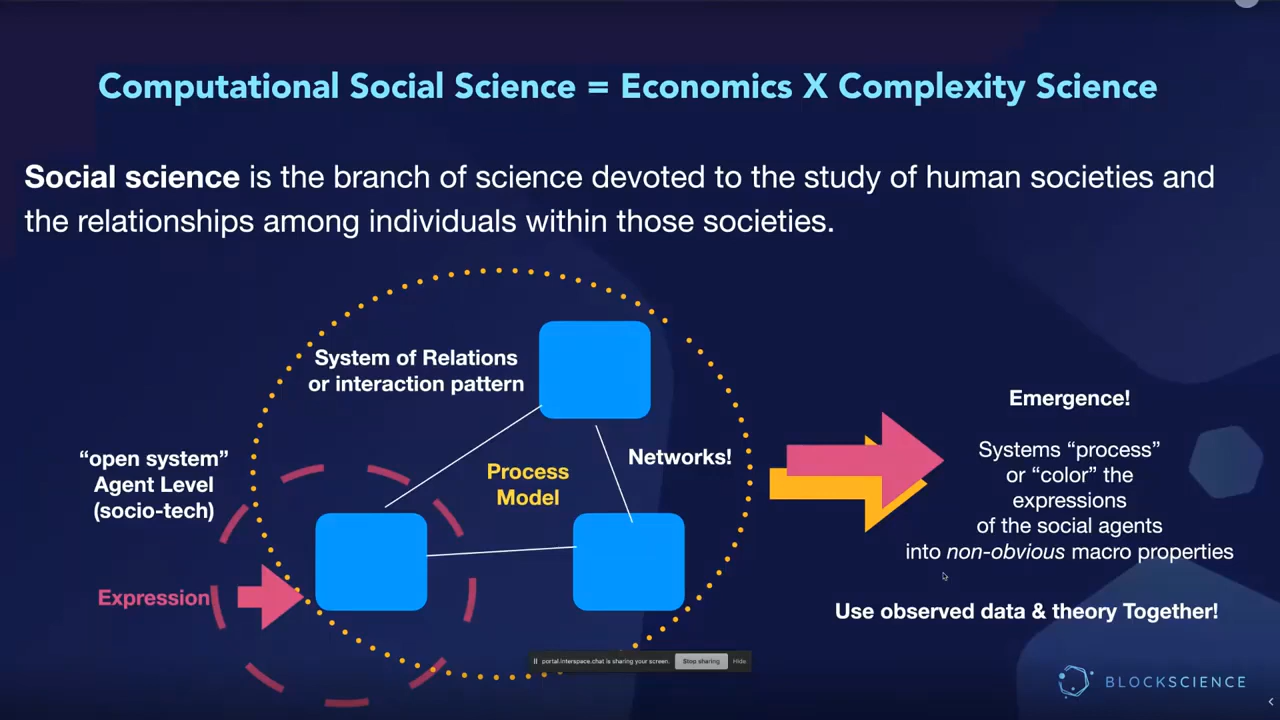 Computational Social Science = Economics X Complexity Science
Social science is the branch of science devoted to the study of human societies and
the relationships among individuals within those societies.
System of Relations
or interaction pattern
“open system”
Agent Level
(socio-tech)
Process
Model
Networks!
Expression
Emergence!
Systems “process”
or “color” the
expressions
of the social agents
into non-obvious macro properties
Use observed data & theory Together!
portal.interspace.chat is sharing your screen.
Stop sharing
Hide
BLOCKSCIENCE